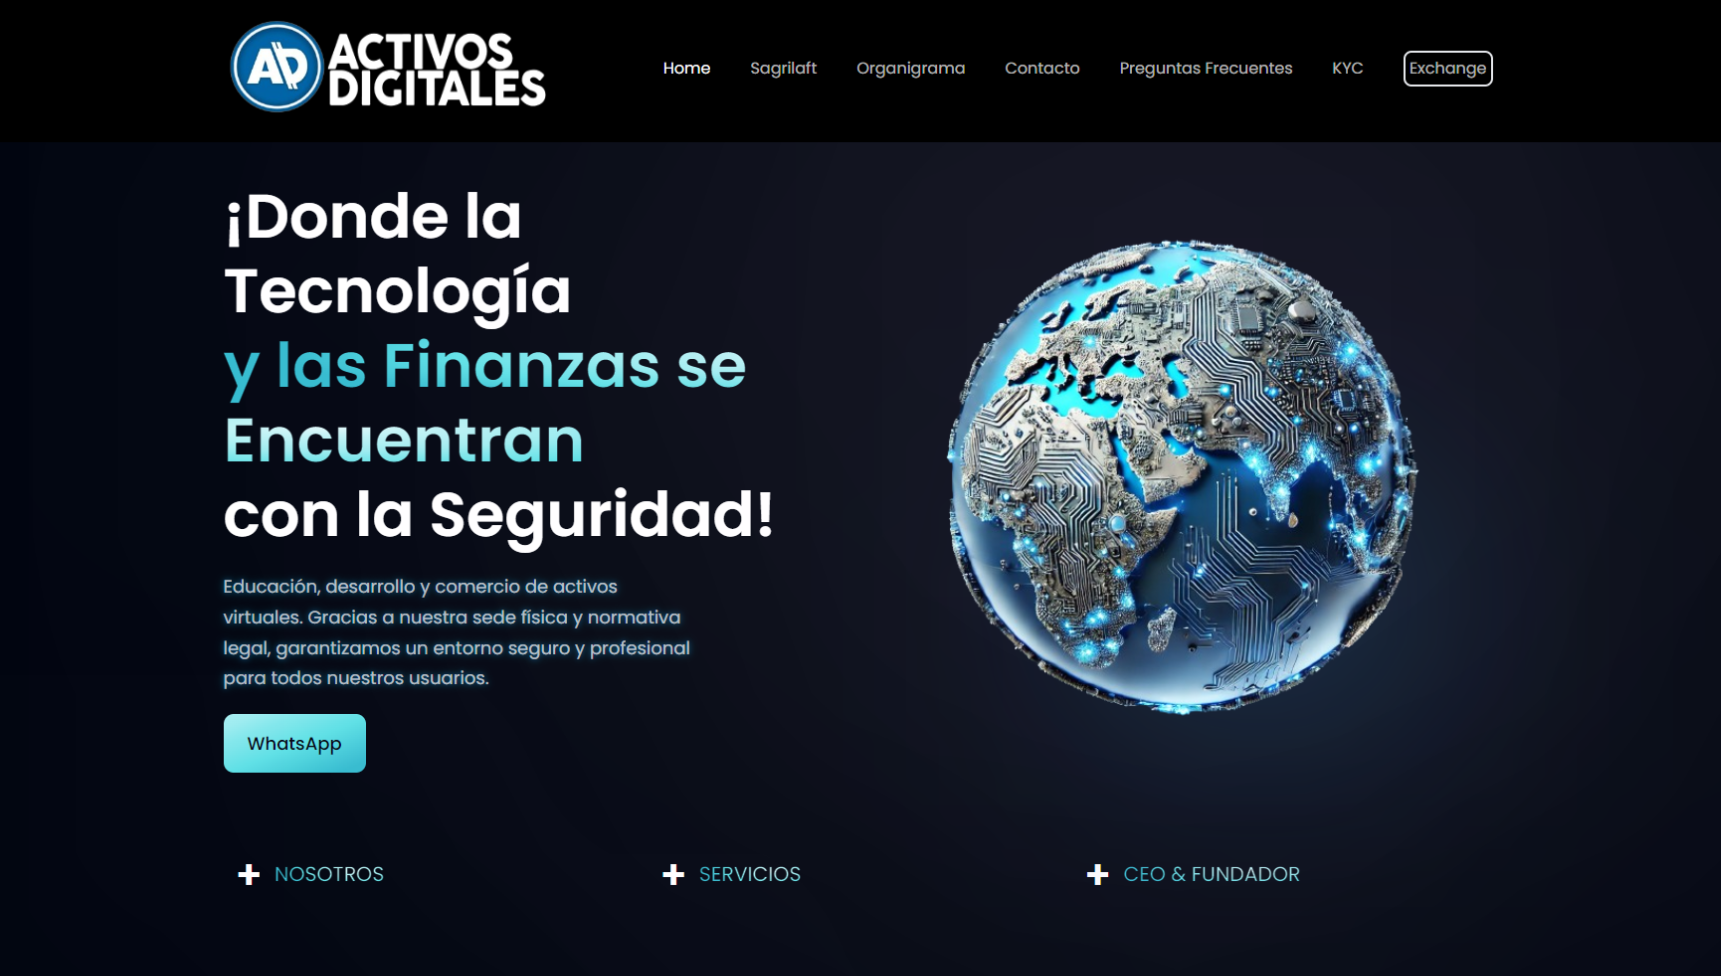 AD ACTIVOS
DIGITALES
Home Sagrilaft Organigrama Contacto Preguntas Frecuentes KYC Exchange
¡Donde la
Tecnología
y las Finanzas se
Encuentran
con la Seguridad!
Educación, desarrollo y comercio de activos
virtuales. Gracias a nuestra sede física y normativa
legal, garantizamos un entorno seguro y profesional
para todos nuestros usuarios.
WhatsApp
+ NOSOTROS
+ SERVICIOS
+ CEO & FUNDADOR